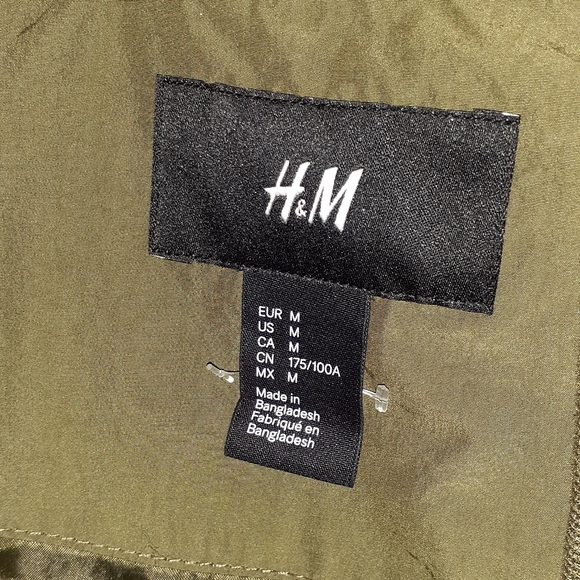 H&M
EUR M
US M
CA M
CN 175/100A
MX M
Made in
Bangladesh
Fabriqué en
Bangladesh